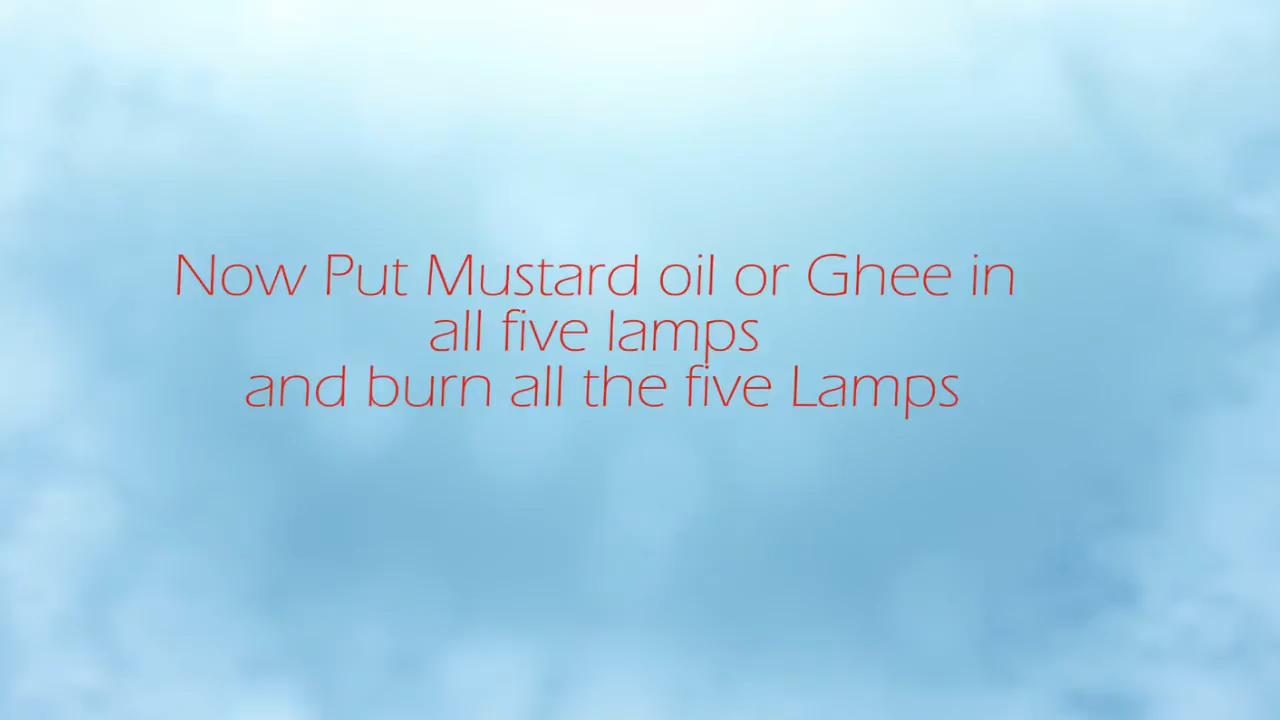 Now Put Mustard oil or Ghee in
all five lamps
and burn all the five Lamps